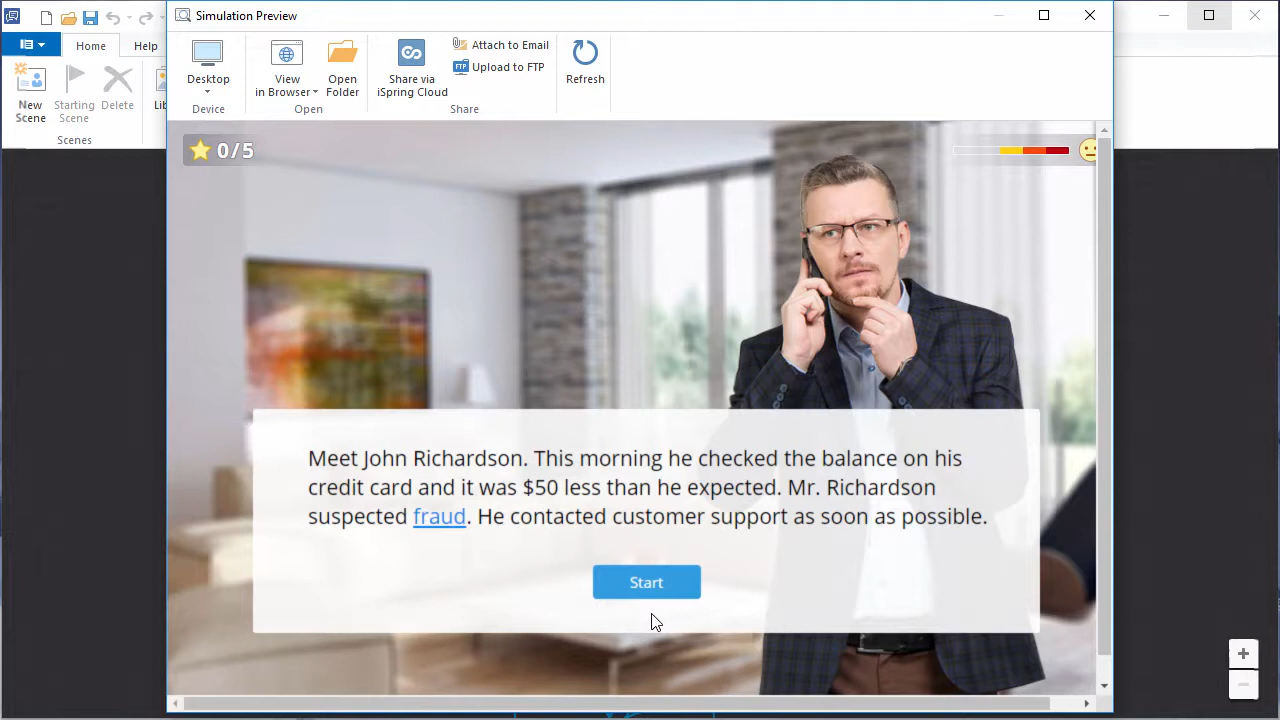 Simulation Preview
Home
Help
New Scene
Starting Scene
Delete
Scenes
Desktop
Device
View in Browser
Open Folder
Open
Share via iSpring Cloud
Attach to Email
FTP Upload to FTP
Share
Refresh
0/5
Meet John Richardson. This morning he checked the balance on his
credit card and it was $50 less than he expected. Mr. Richardson
suspected fraud. He contacted customer support as soon as possible.
Start